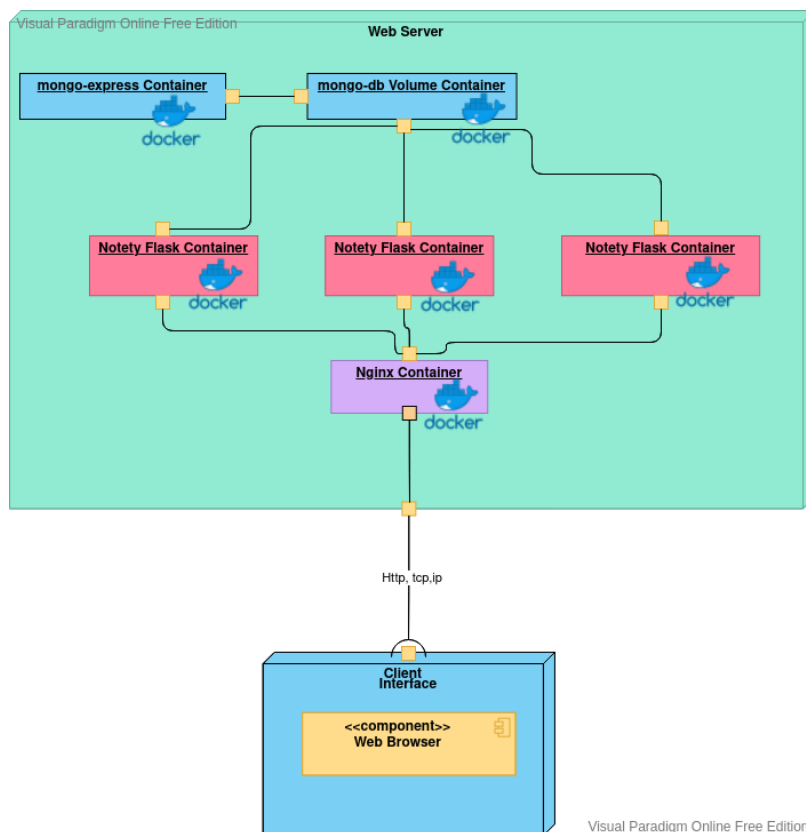 Visual Paradigm Online Free Edition
Web Server
mongo-express Container
docker
mongo-db Volume Container
docker
Notety Flask Container
docker
Notety Flask Container
docker
Notety Flask Container
docker
Nginx Container
docker
Http, tcp,ip
Client
Interface
<<component>>
Web Browser
Visual Paradigm Online Free Edition